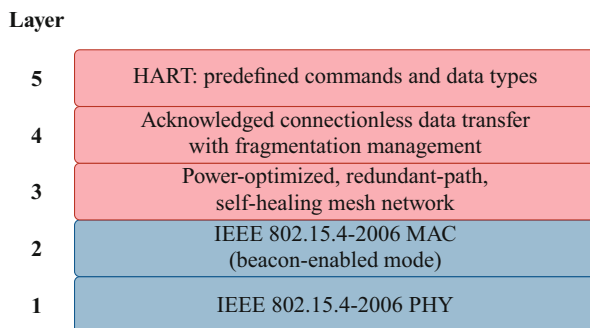 Layer
5 HART: predefined commands and data types
4 Acknowledged connectionless data transfer
with fragmentation management
3 Power-optimized, redundant-path,
self-healing mesh network
2 IEEE 802.15.4-2006 MAC
(beacon-enabled mode)
1 IEEE 802.15.4-2006 PHY